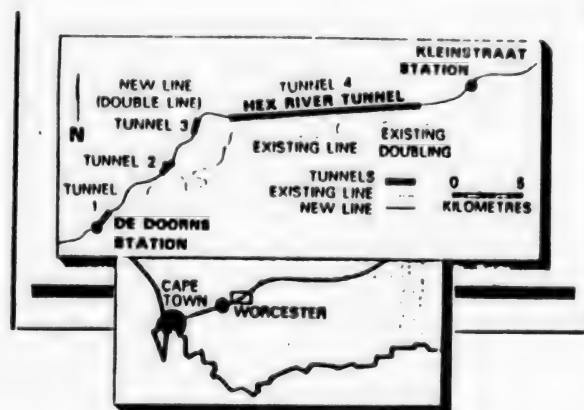 KLEINSTRAAT
STATION
NEW LINE
(DOUBLE LINE)
TUNNEL 4
HEX RIVER TUNNEL
N
TUNNEL 3
EXISTING LINE
EXISTING
DOUBLING
TUNNEL 2
TUNNEL
1
TUNNELS
EXISTING LINE
NEW LINE
0 5
KILOMETRES
DE DOORNS
STATION
CAPE
TOWN
WORCESTER